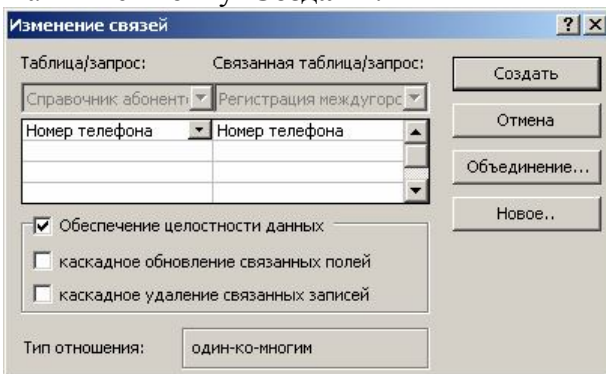 Изменение связей
Таблица/запрос: Связанная таблица/запрос:
Создать
Справочник абонент Регистрация междугорс
Отмена
Номер телефона Номер телефона
Объединение...
Новое..
Обеспечение целостности данных
каскадное обновление связанных полей
каскадное удаление связанных записей
Тип отношения: один-ко-многим